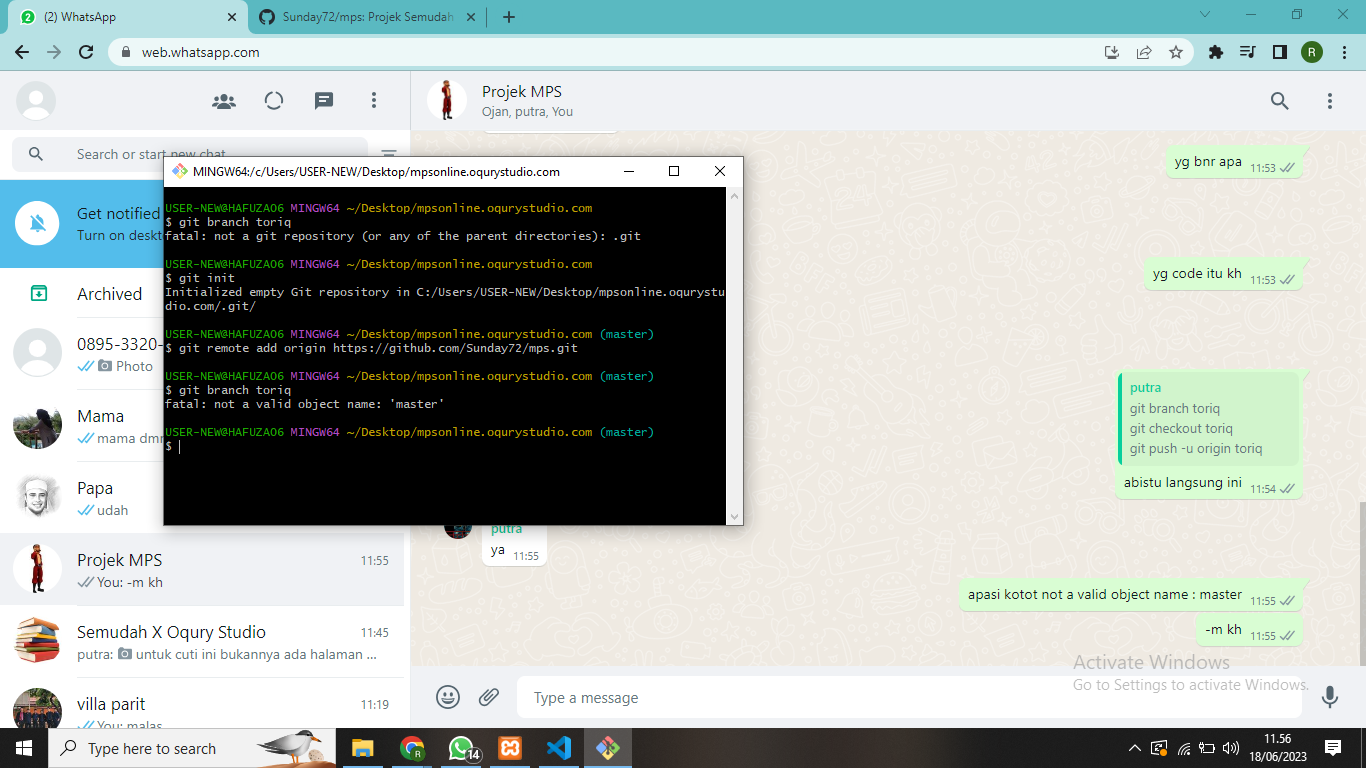 (2) WhatsApp
Sunday72/mps: Projek Semudah
web.whatsapp.com
R
Projek MPS
Ojan, putra, You
Search or start new chat
Get notified
Turn on deskt
Archived
0895-3320-
Photo
Mama
mama dmn
Papa
udah
Projek MPS
11:55
You: -m kh
Semudah X Oqury Studio
11:45
putra: untuk cuti ini bukannya ada halaman ...
villa parit
11:19
You: malas
MINGW64:/c/Users/USER-NEW/Desktop/mpsonline.oqurystudio.com
USER-NEW@HAFUZA06 MINGW64 ~/Desktop/mpsonline.oqurystudio.com
$ git branch toriq
fatal: not a git repository (or any of the parent directories): .git
USER-NEW@HAFUZA06 MINGW64 ~/Desktop/mpsonline.oqurystudio.com
$ git init
Initialized empty Git repository in C:/Users/USER-NEW/Desktop/mpsonline.oqurystu
dio.com/.git/
USER-NEW@HAFUZA06 MINGW64 ~/Desktop/mpsonline.oqurystudio.com (master)
$ git remote add origin https://github.com/Sunday72/mps.git
USER-NEW@HAFUZA06 MINGW64 ~/Desktop/mpsonline.oqurystudio.com (master)
$ git branch toriq
fatal: not a valid object name: 'master'
USER-NEW@HAFUZA06 MINGW64 ~/Desktop/mpsonline.oqurystudio.com (master)
$
yg bnr apa 11:53
yg code itu kh 11:53
putra
git branch toriq
git checkout toriq
git push -u origin toriq
abistu langsung ini 11:54
putra
ya 11:55
apasi kotot not a valid object name : master 11:55
-m kh 11:55
Activate Windows
Go to Settings to activate Windows.
Type a message
Type here to search
14
11.56
18/06/2023